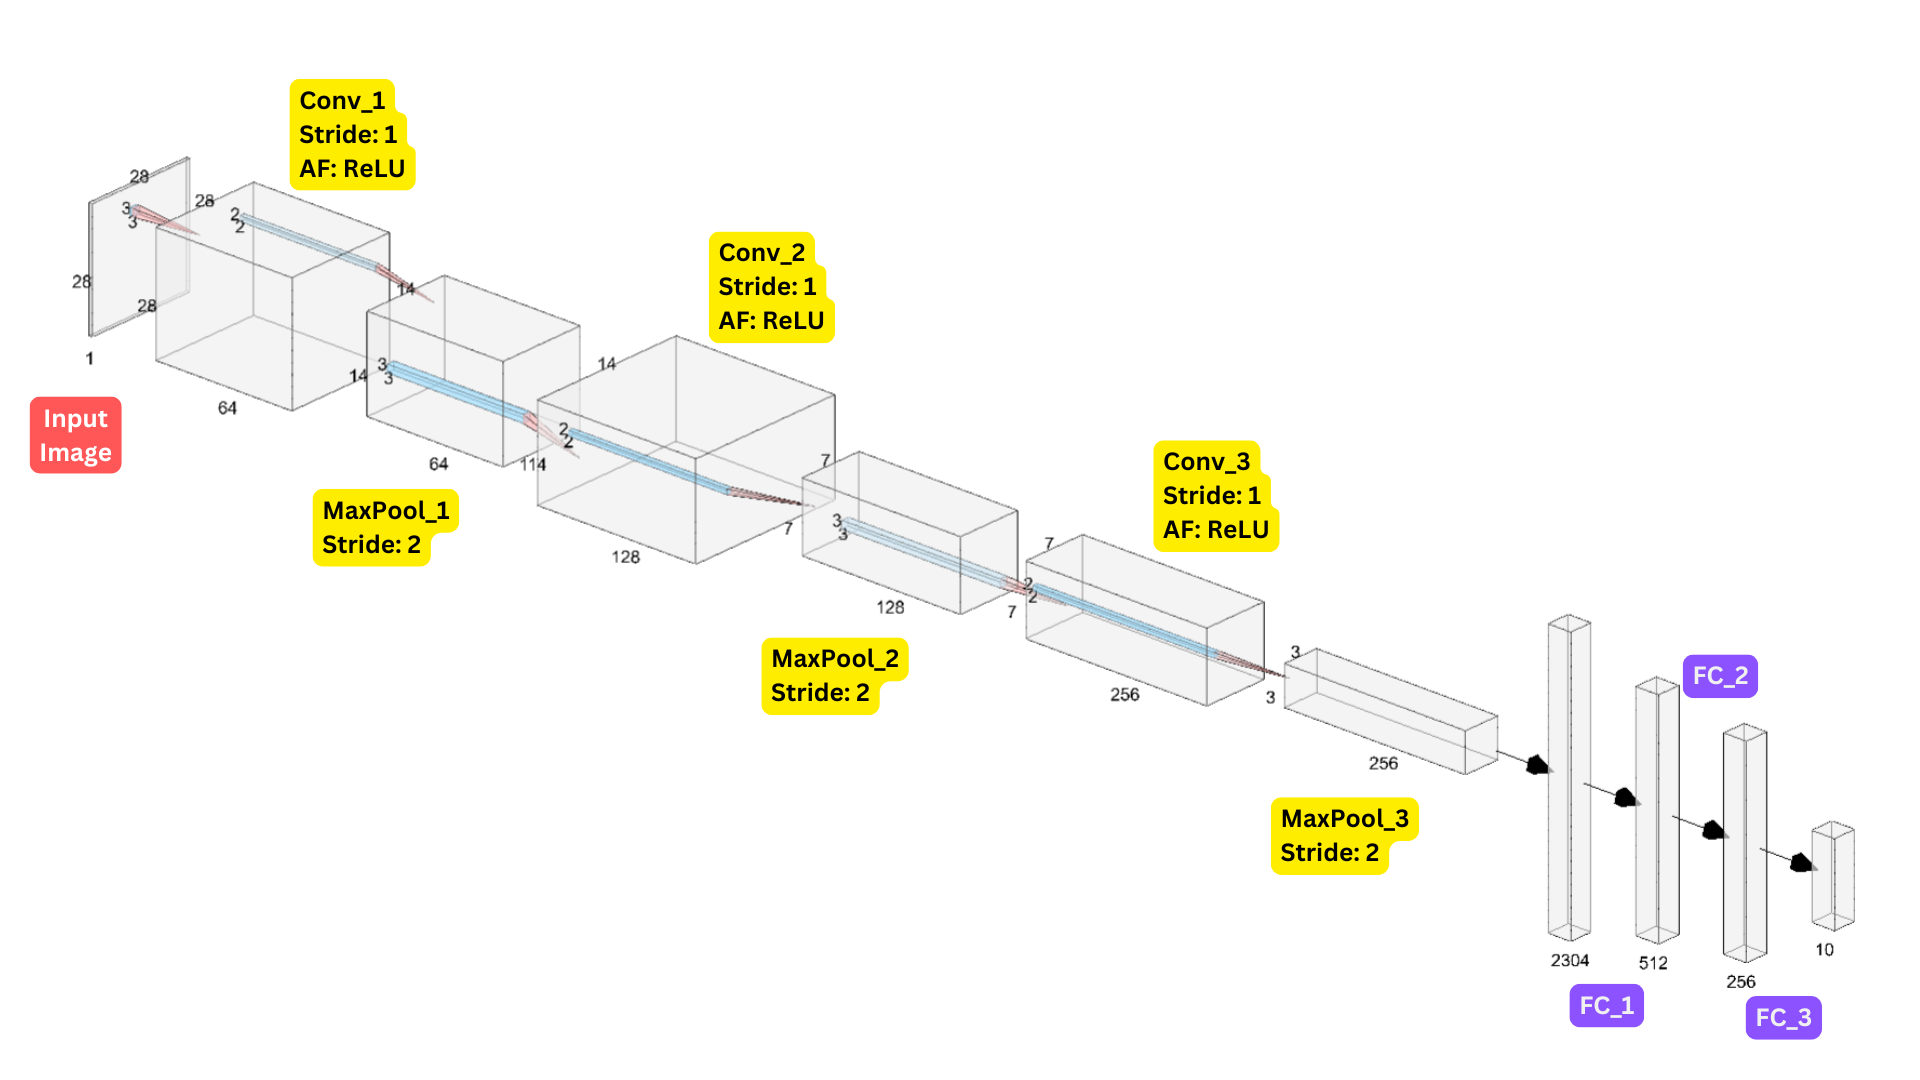 Conv_1
Stride: 1
AF: ReLU
28
28
3
3
28
28
1
Input
Image
2
2
64
14
14
3
3
64
114
MaxPool_1
Stride: 2
Conv_2
Stride: 1
AF: ReLU
14
2
2
128
7
7
3
3
128
MaxPool_2
Stride: 2
Conv_3
Stride: 1
AF: ReLU
7
7
2
2
256
3
3
256
MaxPool_3
Stride: 2
2304
FC_1
512
FC_2
256
FC_3
10